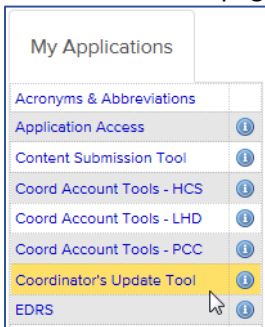 My Applications
Acronyms & Abbreviations
Application Access
Content Submission Tool
Coord Account Tools - HCS
Coord Account Tools - LHD
Coord Account Tools - PCC
Coordinator's Update Tool
EDRS